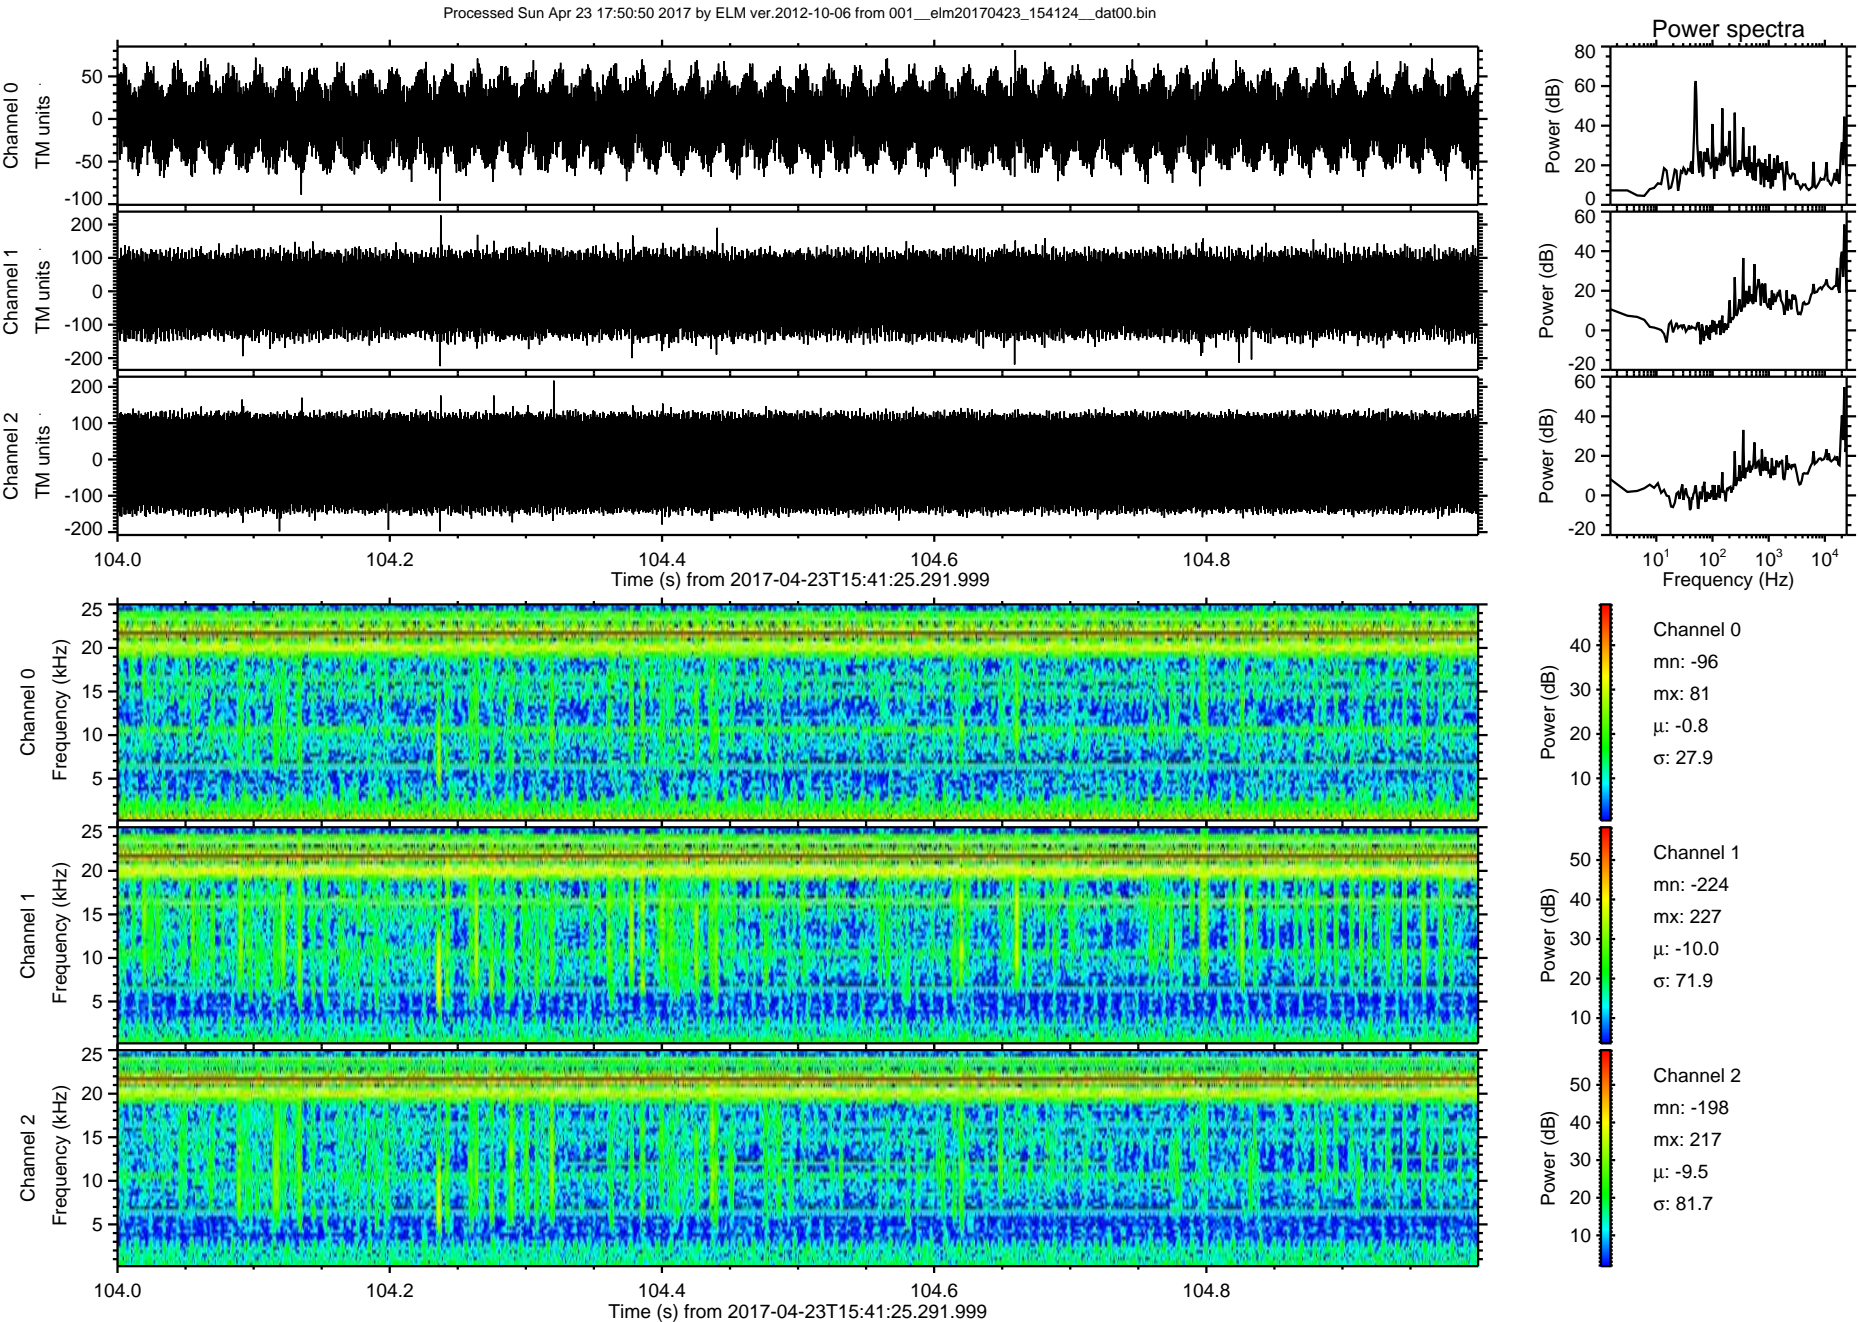 Processed Sun Apr 23 17:50:50 2017 by ELM ver.2012-10-06 from 001__elm20170423_154124__dat00.bin
Power spectra
Channel 0
TM units
50
0
-50
-100
Power (dB)
80
60
40
20
0
Channel 1
TM units
200
100
0
-100
-200
Power (dB)
60
40
20
0
-20
Channel 2
TM units
200
100
0
-100
-200
Power (dB)
60
40
20
0
-20
104.0 104.2 104.4 104.6 104.8
Time (s) from 2017-04-23T15:41:25.291.999
10¹ 10² 10³ 10⁴
Frequency (Hz)
Channel 0
Frequency (kHz)
25
20
15
10
5
Power (dB)
40
30
20
10
Channel 0
mn: -96
mx: 81
μ: -0.8
σ: 27.9
Channel 1
Frequency (kHz)
25
20
15
10
5
Power (dB)
50
40
30
20
10
Channel 1
mn: -224
mx: 227
μ: -10.0
σ: 71.9
Channel 2
Frequency (kHz)
25
20
15
10
5
Power (dB)
50
40
30
20
10
Channel 2
mn: -198
mx: 217
μ: -9.5
σ: 81.7
104.0 104.2 104.4 104.6 104.8
Time (s) from 2017-04-23T15:41:25.291.999